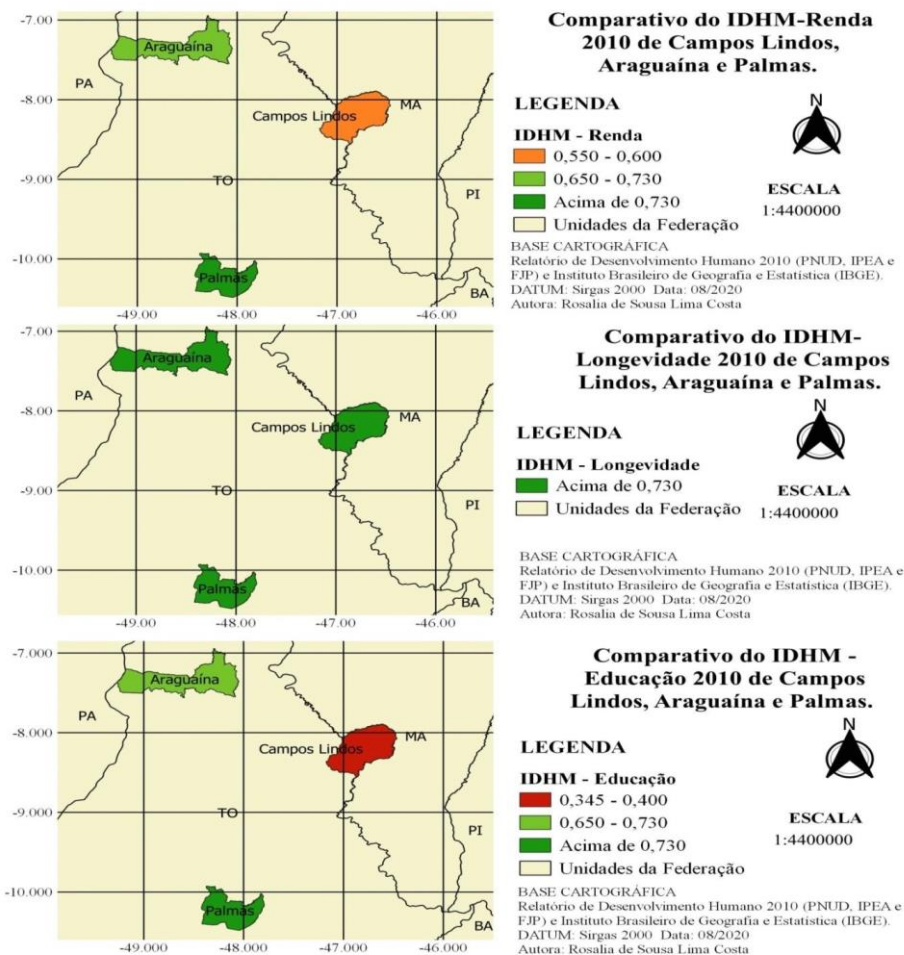 Comparativo do IDHM-Renda
2010 de Campos Lindos,
Araguaína e Palmas.
LEGENDA
IDHM - Renda
0,550 - 0,600
0,650 - 0,730
Acima de 0,730
Unidades da Federação
N
ESCALA
1:4400000
BASE CARTOGRÁFICA
Relatório de Desenvolvimento Humano 2010 (PNUD, IPEA e
FJP) e Instituto Brasileiro de Geografia e Estatística (IBGE).
DATUM: Sirgas 2000 Data: 08/2020
Autora: Rosalia de Sousa Lima Costa
-7.00
-8.00
-9.00
-10.00
Araguaína
PA
Campos Lindos
MA
TO
PI
Palmas
BA
-49.00 -48.00 -47.00 -46.00
Comparativo do IDHM-
Longevidade 2010 de Campos
Lindos, Araguaína e Palmas.
LEGENDA
IDHM - Longevidade
Acima de 0,730
Unidades da Federação
N
ESCALA
1:4400000
BASE CARTOGRÁFICA
Relatório de Desenvolvimento Humano 2010 (PNUD, IPEA e
FJP) e Instituto Brasileiro de Geografia e Estatística (IBGE).
DATUM: Sirgas 2000 Data: 08/2020
Autora: Rosalia de Sousa Lima Costa
-7.00
-8.00
-9.00
-10.00
Araguaína
PA
Campos Lindos
MA
TO
PI
Palmas
BA
-49.00 -48.00 -47.00 -46.00
Comparativo do IDHM -
Educação 2010 de Campos
Lindos, Araguaína e Palmas.
LEGENDA
IDHM - Educação
0,345 - 0,400
0,650 - 0,730
Acima de 0,730
Unidades da Federação
N
ESCALA
1:4400000
BASE CARTOGRÁFICA
Relatório de Desenvolvimento Humano 2010 (PNUD, IPEA e
FJP) e Instituto Brasileiro de Geografia e Estatística (IBGE).
DATUM: Sirgas 2000 Data: 08/2020
Autora: Rosalia de Sousa Lima Costa
-7.000
-8.000
-9.000
-10.000
Araguaína
PA
Campos Lindos
MA
TO
PI
Palmas
BA
-49.000 -48.000 -47.000 -46.000